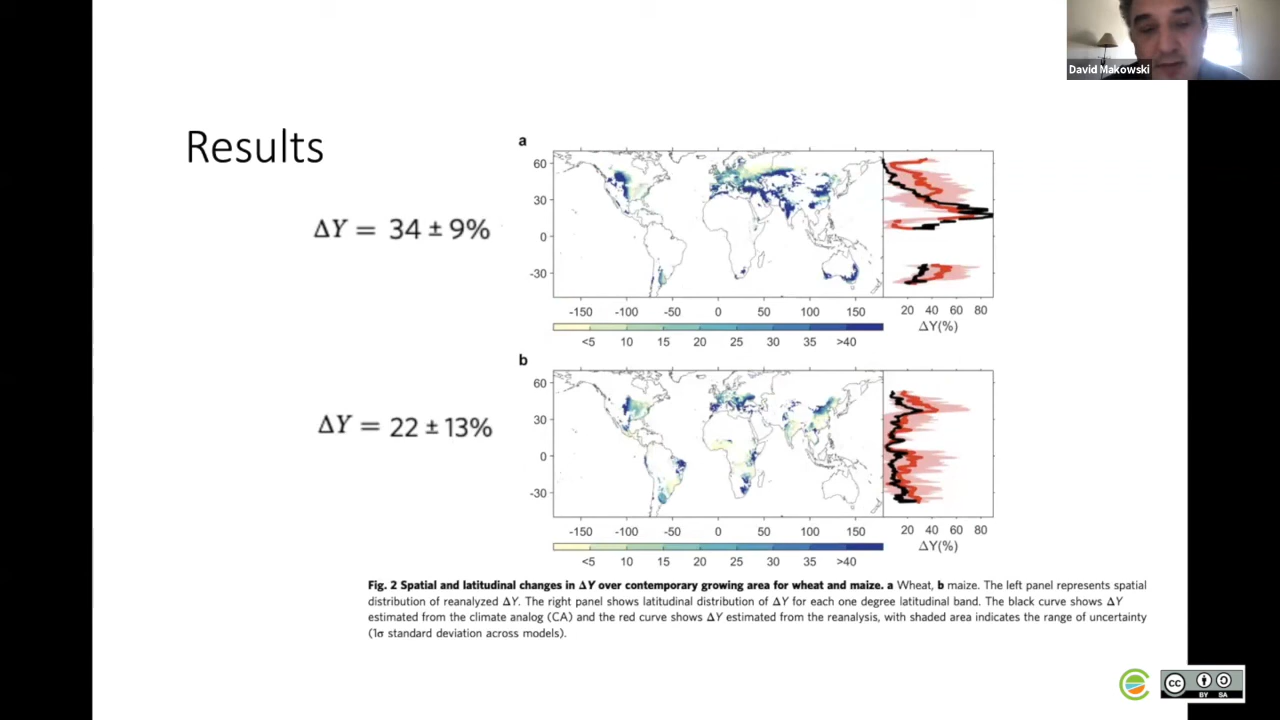 David Makowski
Results
ΔY = 34 ± 9%
ΔY = 22 ± 13%
a
60
30
0
-30
-150 -100 -50 0 50 100 150
20 40 60 80
ΔY(%)
<5 10 15 20 25 30 35 >40
b
60
30
0
-30
-150 -100 -50 0 50 100 150
20 40 60 80
ΔY(%)
<5 10 15 20 25 30 35 >40
Fig. 2 Spatial and latitudinal changes in ΔY over contemporary growing area for wheat and maize. a Wheat, b maize. The left panel represents spatial
distribution of reanalyzed ΔY. The right panel shows latitudinal distribution of ΔY for each one degree latitudinal band. The black curve shows ΔY
estimated from the climate analog (CA) and the red curve shows ΔY estimated from the reanalysis, with shaded area indicates the range of uncertainty
(1σ standard deviation across models).
CC
BY SA